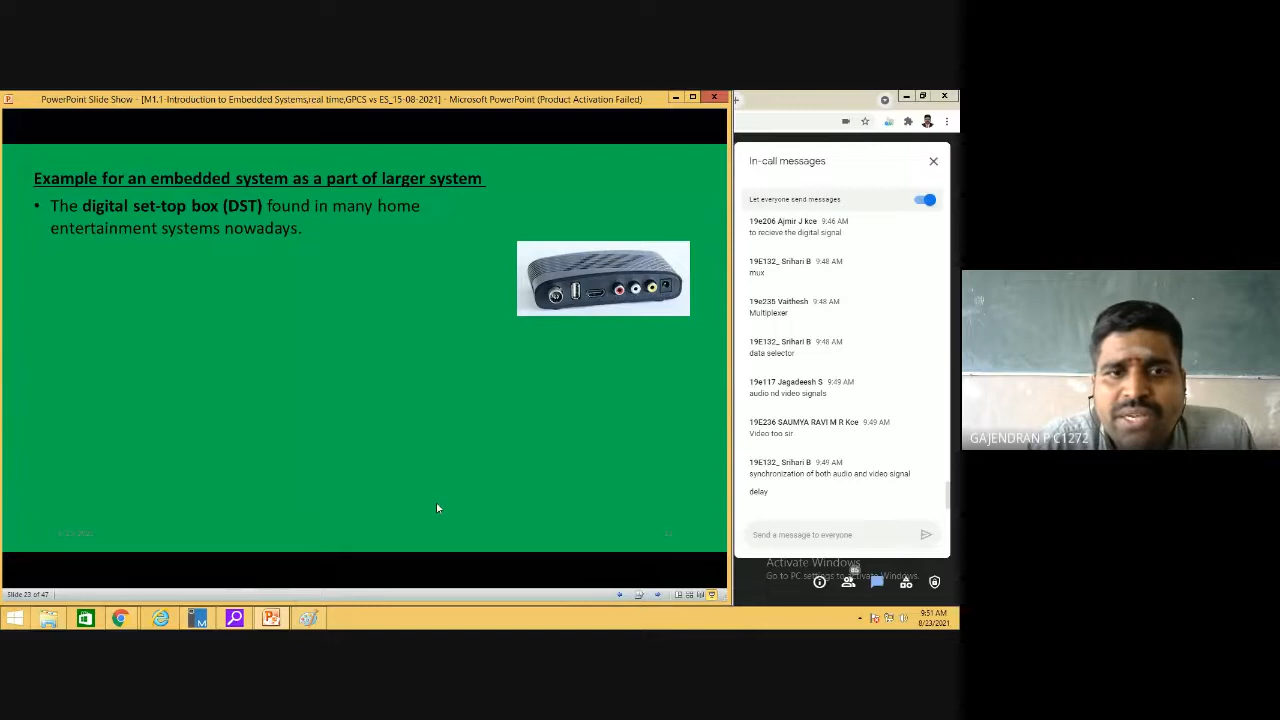 PowerPoint Slide Show - [M1.1-Introduction to Embedded Systems,real time,GPCS vs ES_15-08-2021] - Microsoft PowerPoint (Product Activation Failed)
Example for an embedded system as a part of larger system
• The digital set-top box (DST) found in many home
entertainment systems nowadays.
Slide 23 of 47
In-call messages
Let everyone send messages
19e206 Ajmir J kce 9:46 AM
to recieve the digital signal
19E132_ Srihari B 9:48 AM
mux
19e235 Vaithesh 9:48 AM
Multiplexer
19E132_ Srihari B 9:48 AM
data selector
19e117 Jagadeesh S 9:49 AM
audio nd video signals
19E236 SAUMYA RAVI M R Kce 9:49 AM
Video too sir
19E132_ Srihari B 9:49 AM
synchronization of both audio and video signal
delay
Send a message to everyone
Activate Windows
Go to PC settings to activate Windows.
85
9:51 AM
8/23/2021
GAJENDRAN P C1272